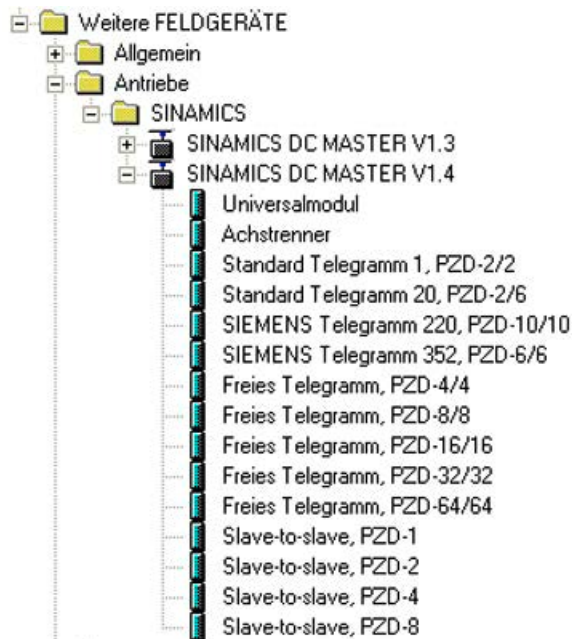 Weitere FELDGERÄTE
Allgemein
Antriebe
SINAMICS
SINAMICS DC MASTER V1.3
SINAMICS DC MASTER V1.4
Universalmodul
Achstrenner
Standard Telegramm 1, PZD-2/2
Standard Telegramm 20, PZD-2/6
SIEMENS Telegramm 220, PZD-10/10
SIEMENS Telegramm 352, PZD-6/6
Freies Telegramm, PZD-4/4
Freies Telegramm, PZD-8/8
Freies Telegramm, PZD-16/16
Freies Telegramm, PZD-32/32
Freies Telegramm, PZD-64/64
Slave-to-slave, PZD-1
Slave-to-slave, PZD-2
Slave-to-slave, PZD-4
Slave-to-slave, PZD-8